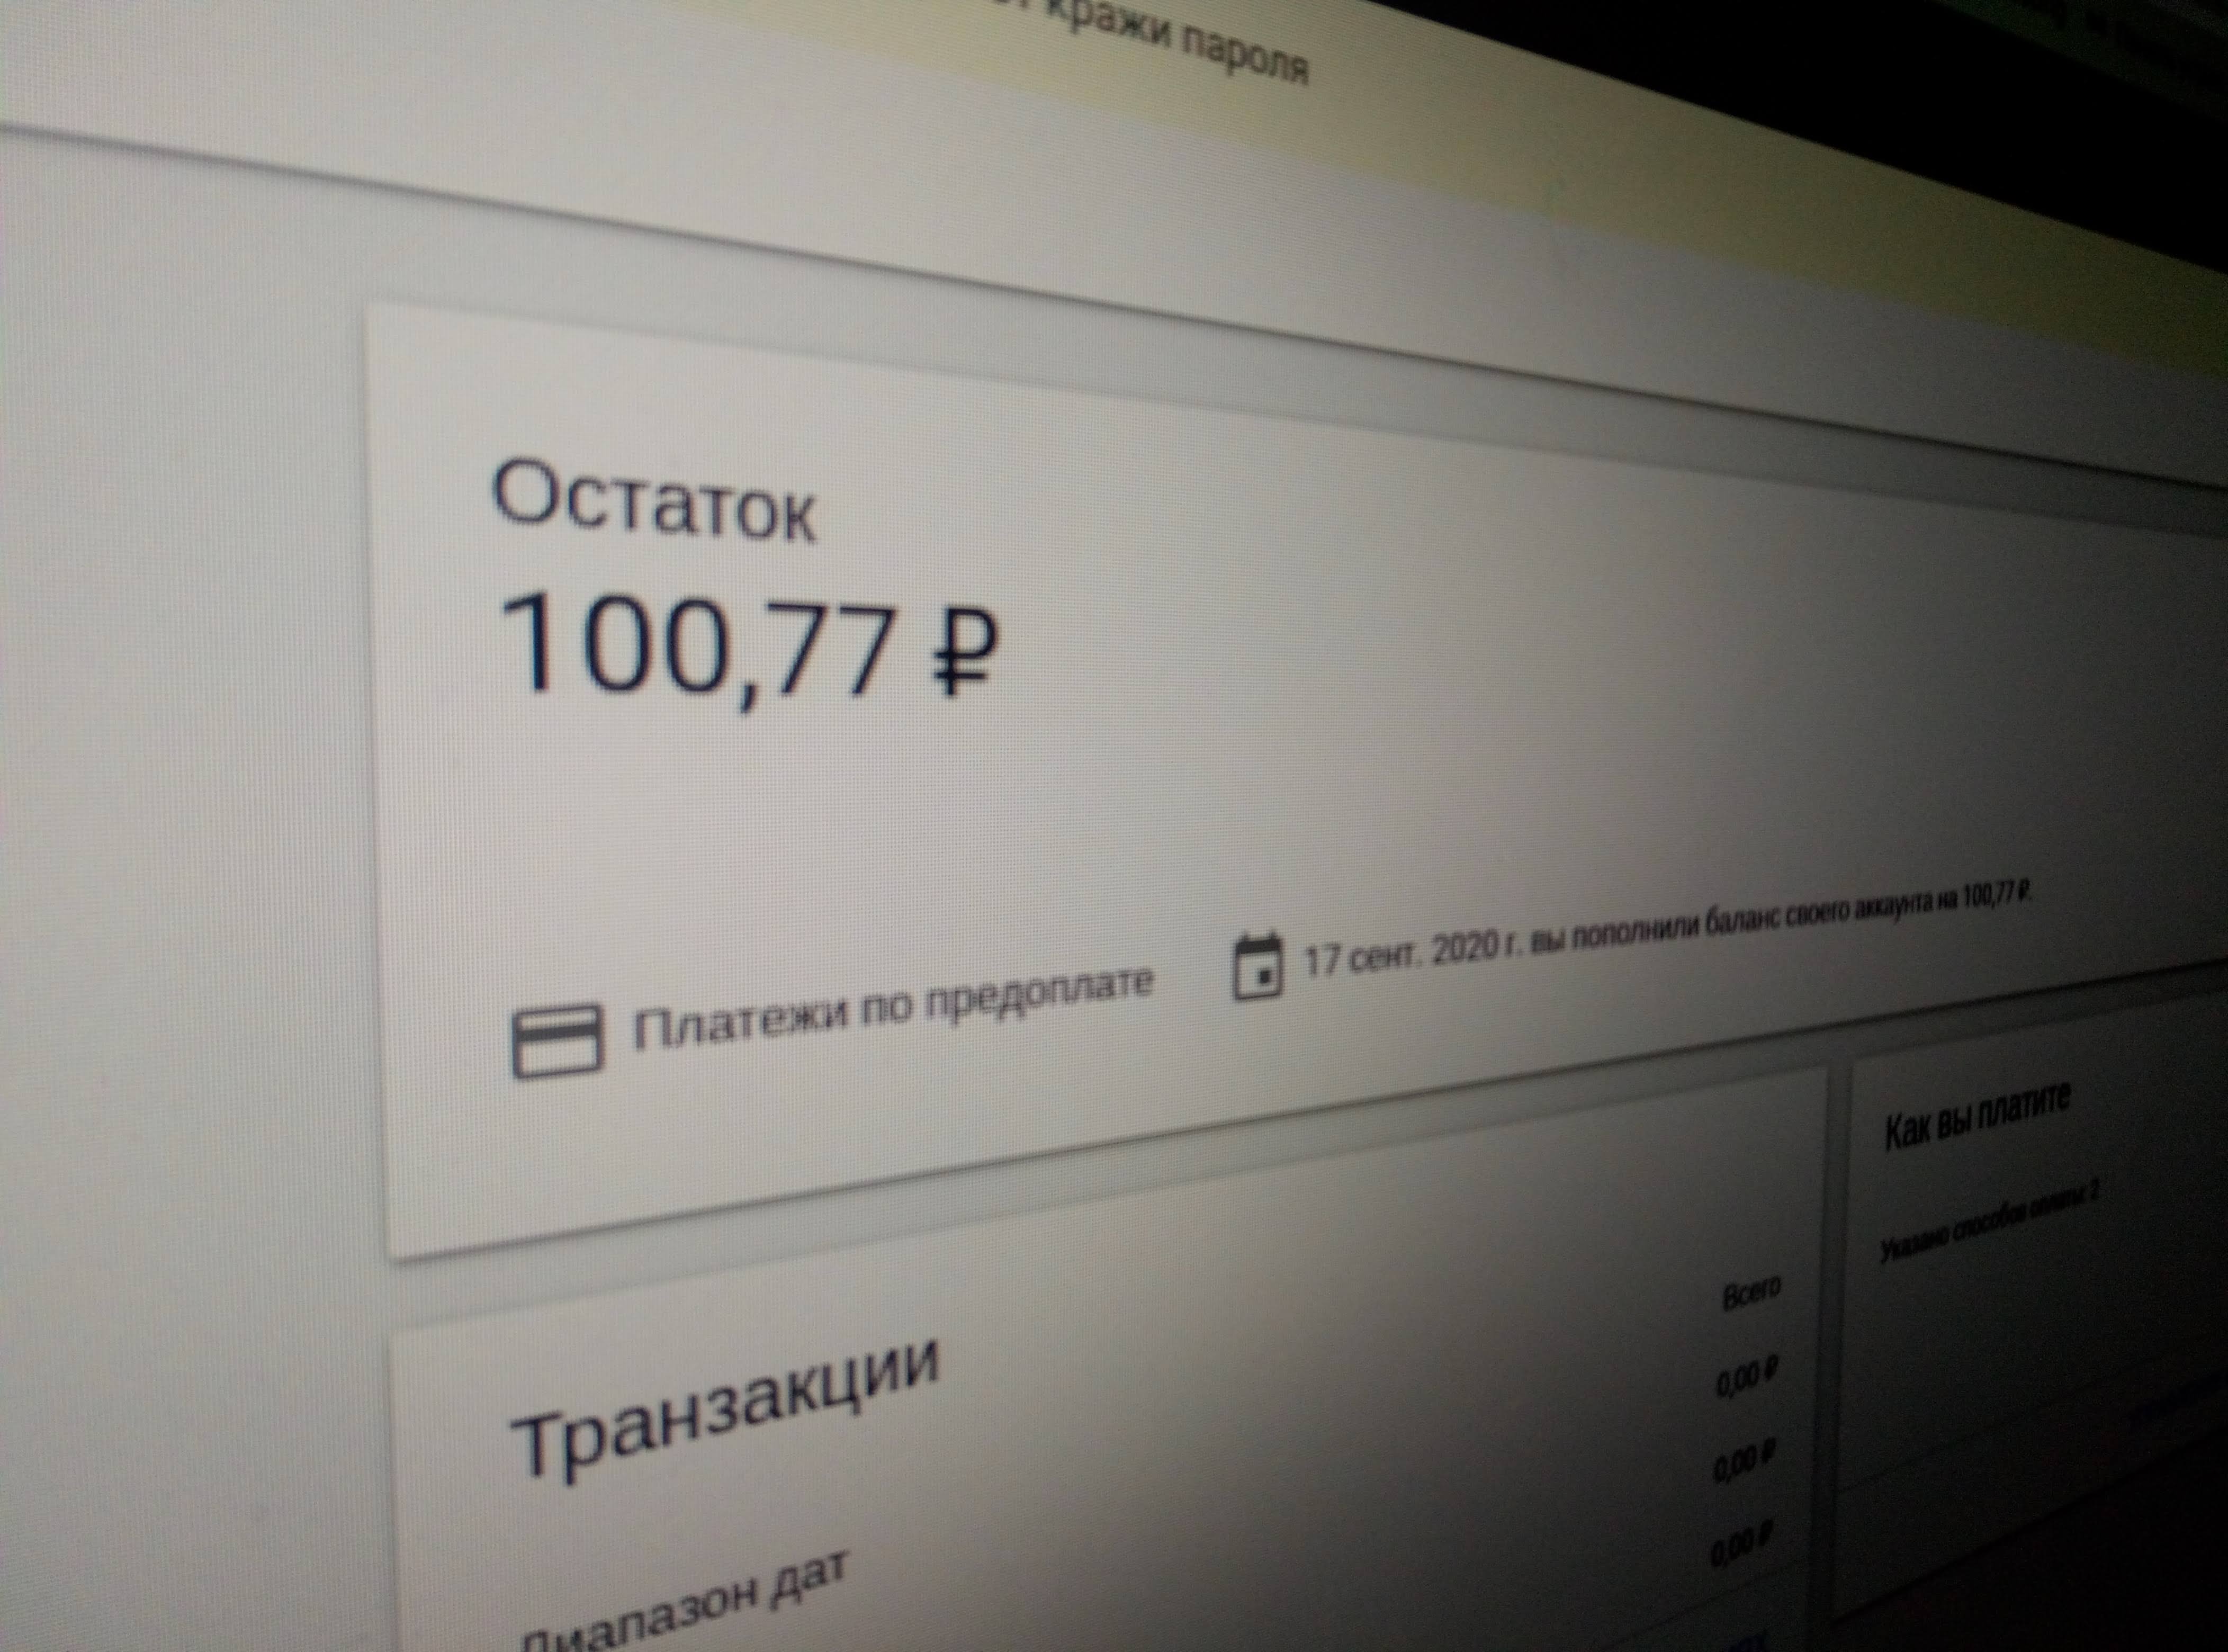 кражи пароля
Остаток
100,77 ₽
Платежи по предоплате
17 сент. 2020 г. вы пополнили баланс своего аккаунта на 100,77 ₽.
Транзакции
Всего
0,00 ₽
0,00 ₽
0,00 ₽
Диапазон дат
Как вы платите
Указано способов оплаты: 2